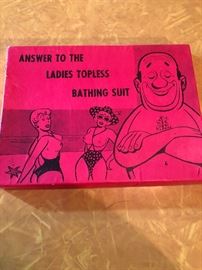 ANSWER TO THE
LADIES TOPLESS
BATHING SUIT